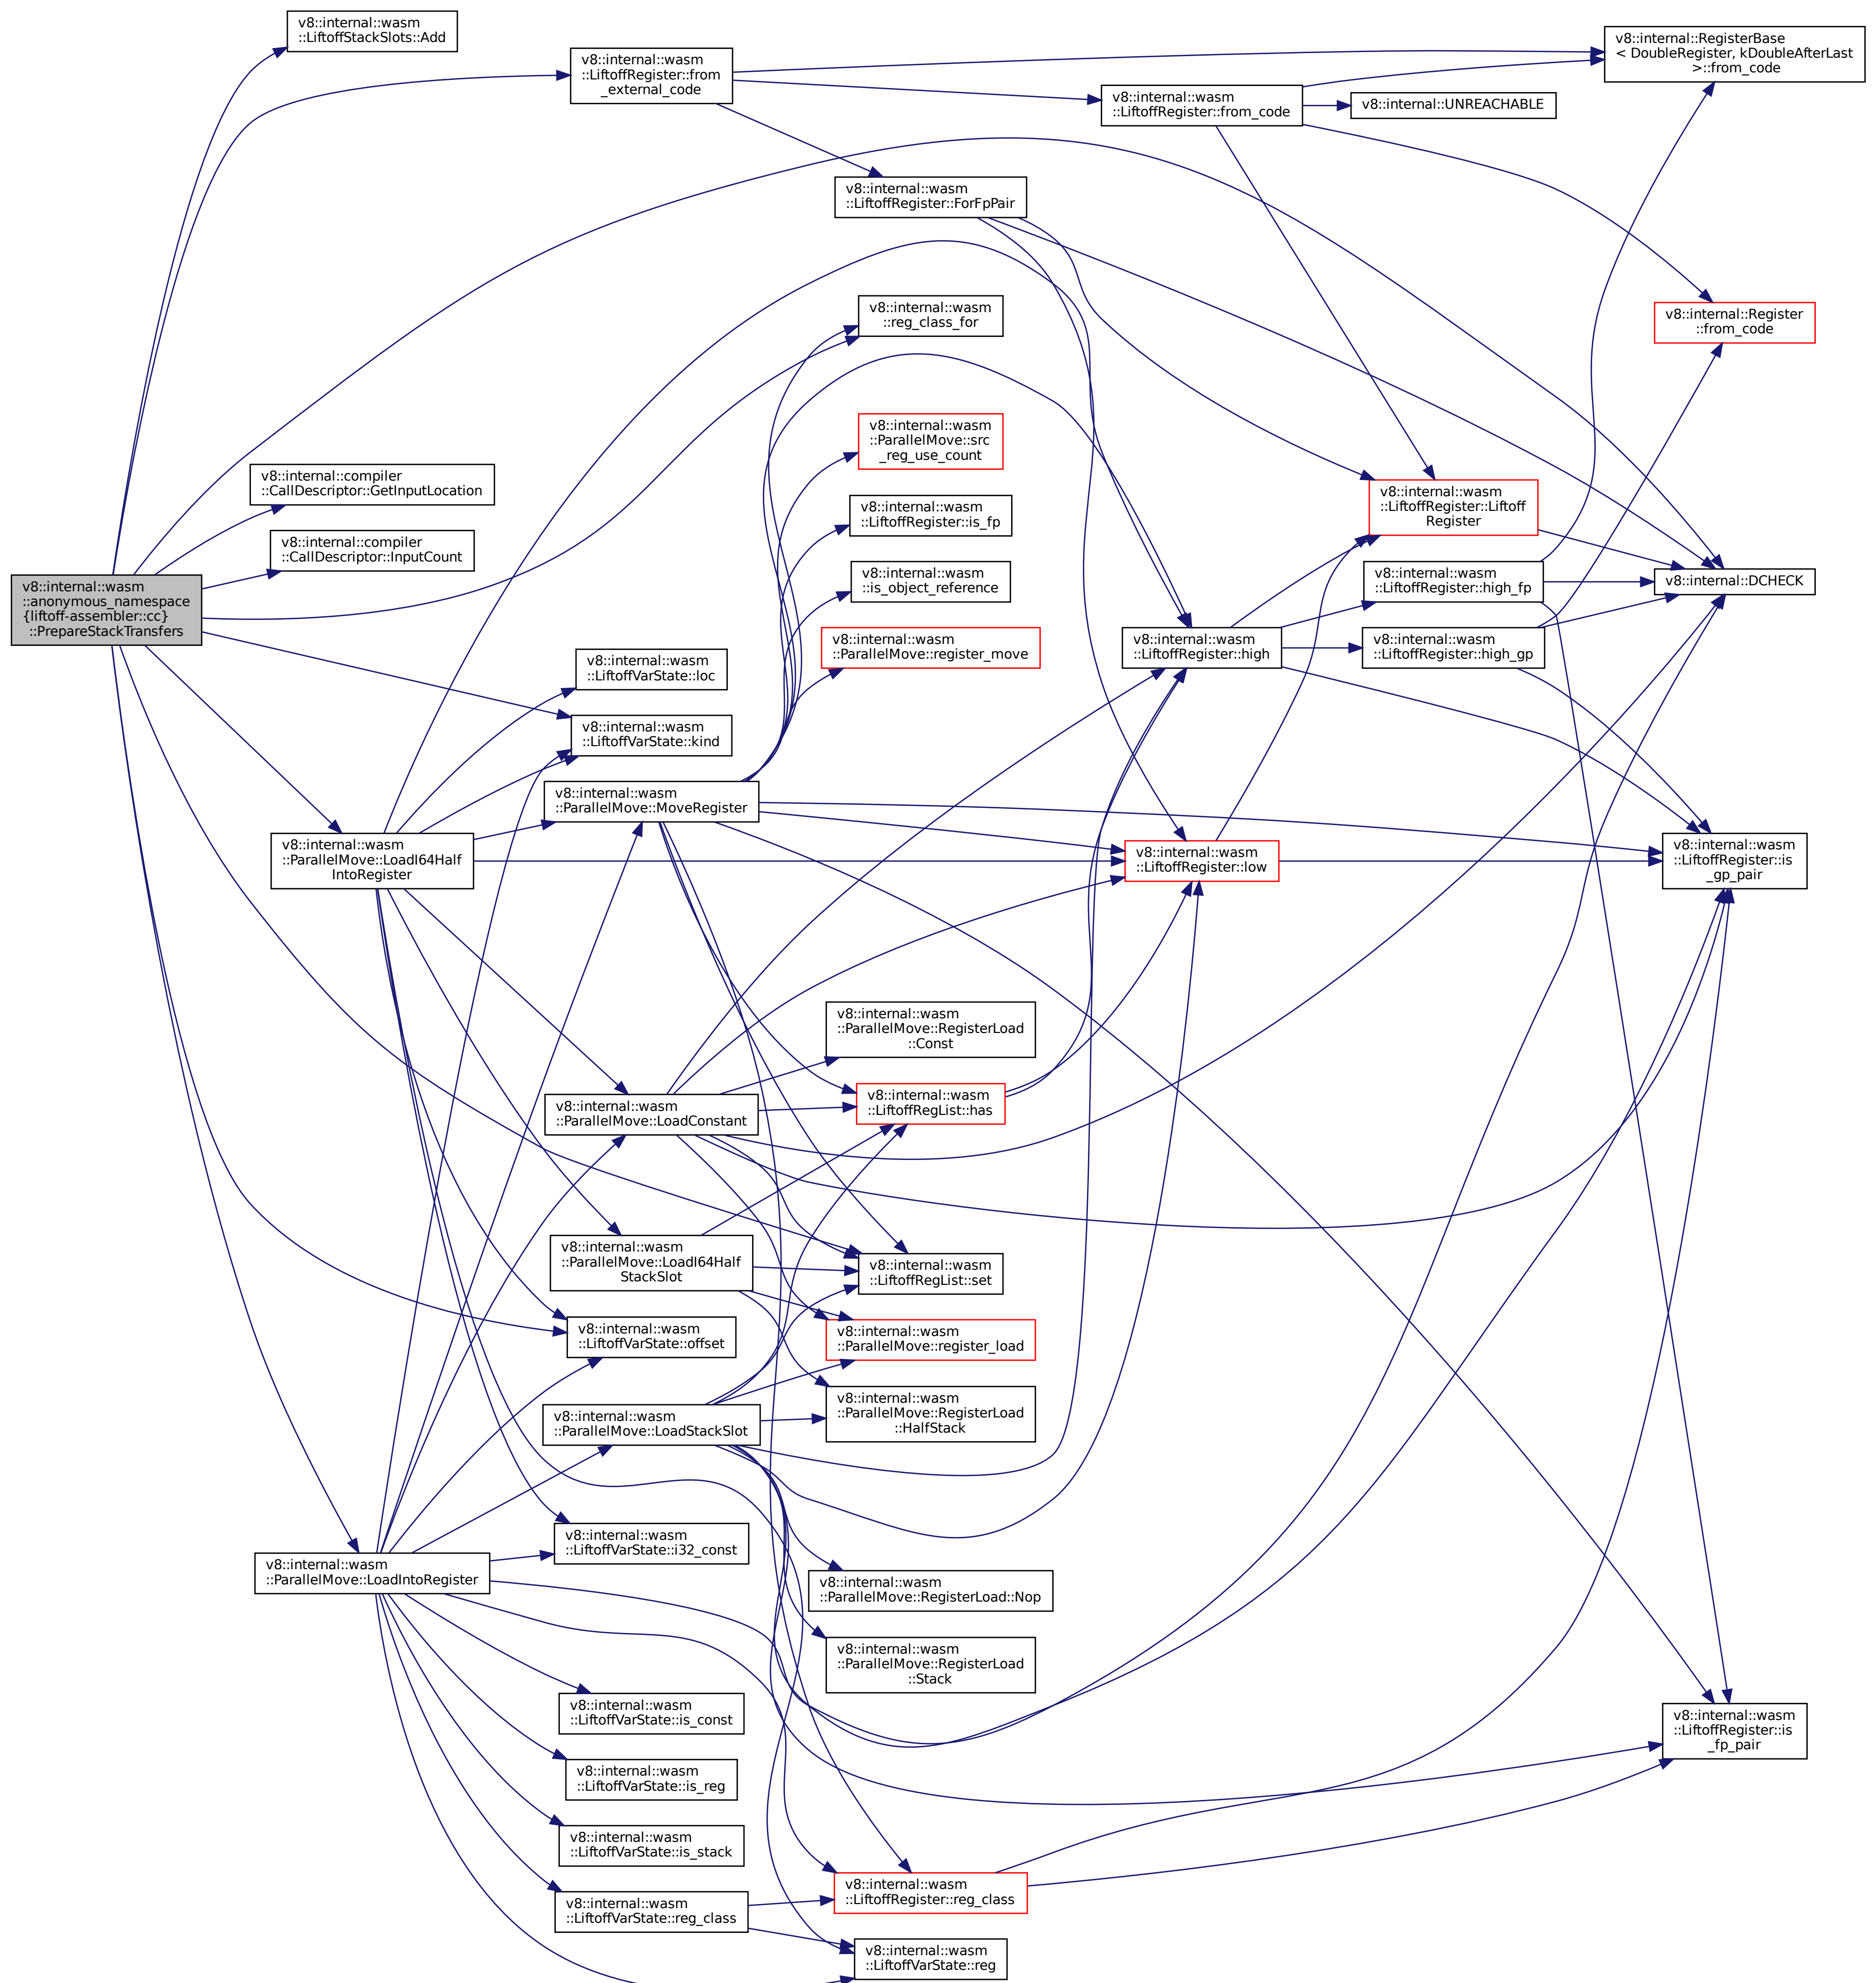 v8::internal::wasm
::LiftoffStackSlots::Add
v8::internal::wasm
::LiftoffRegister::from
_external_code
v8::internal::RegisterBase
< DoubleRegister, kDoubleAfterLast
>::from_code
v8::internal::wasm
::LiftoffRegister::from_code
v8::internal::UNREACHABLE
v8::internal::wasm
::LiftoffRegister::ForFpPair
v8::internal::wasm
::reg_class_for
v8::internal::Register
::from_code
v8::internal::wasm
::ParallelMove::src
_reg_use_count
v8::internal::compiler
::CallDescriptor::GetInputLocation
v8::internal::wasm
::LiftoffRegister::Liftoff
Register
v8::internal::wasm
::LiftoffRegister::is_fp
v8::internal::compiler
::CallDescriptor::InputCount
v8::internal::wasm
::is_object_reference
v8::internal::wasm
::LiftoffRegister::high_fp
v8::internal::DCHECK
v8::internal::wasm
::anonymous_namespace
{liftoff-assembler::cc}
::PrepareStackTransfers
v8::internal::wasm
::ParallelMove::register_move
v8::internal::wasm
::LiftoffRegister::high
v8::internal::wasm
::LiftoffRegister::high_gp
v8::internal::wasm
::LiftoffVarState::loc
v8::internal::wasm
::LiftoffVarState::kind
v8::internal::wasm
::ParallelMove::MoveRegister
v8::internal::wasm
::ParallelMove::LoadI64Half
IntoRegister
v8::internal::wasm
::LiftoffRegister::low
v8::internal::wasm
::LiftoffRegister::is
_gp_pair
v8::internal::wasm
::ParallelMove::RegisterLoad
::Const
v8::internal::wasm
::ParallelMove::LoadConstant
v8::internal::wasm
::LiftoffRegList::has
v8::internal::wasm
::ParallelMove::LoadI64Half
StackSlot
v8::internal::wasm
::LiftoffRegList::set
v8::internal::wasm
::LiftoffVarState::offset
v8::internal::wasm
::ParallelMove::register_load
v8::internal::wasm
::ParallelMove::RegisterLoad
::HalfStack
v8::internal::wasm
::ParallelMove::LoadStackSlot
v8::internal::wasm
::LiftoffVarState::i32_const
v8::internal::wasm
::ParallelMove::LoadIntoRegister
v8::internal::wasm
::ParallelMove::RegisterLoad::Nop
v8::internal::wasm
::ParallelMove::RegisterLoad
::Stack
v8::internal::wasm
::LiftoffVarState::is_const
v8::internal::wasm
::LiftoffRegister::is
_fp_pair
v8::internal::wasm
::LiftoffVarState::is_reg
v8::internal::wasm
::LiftoffVarState::is_stack
v8::internal::wasm
::LiftoffRegister::reg_class
v8::internal::wasm
::LiftoffVarState::reg_class
v8::internal::wasm
::LiftoffVarState::reg